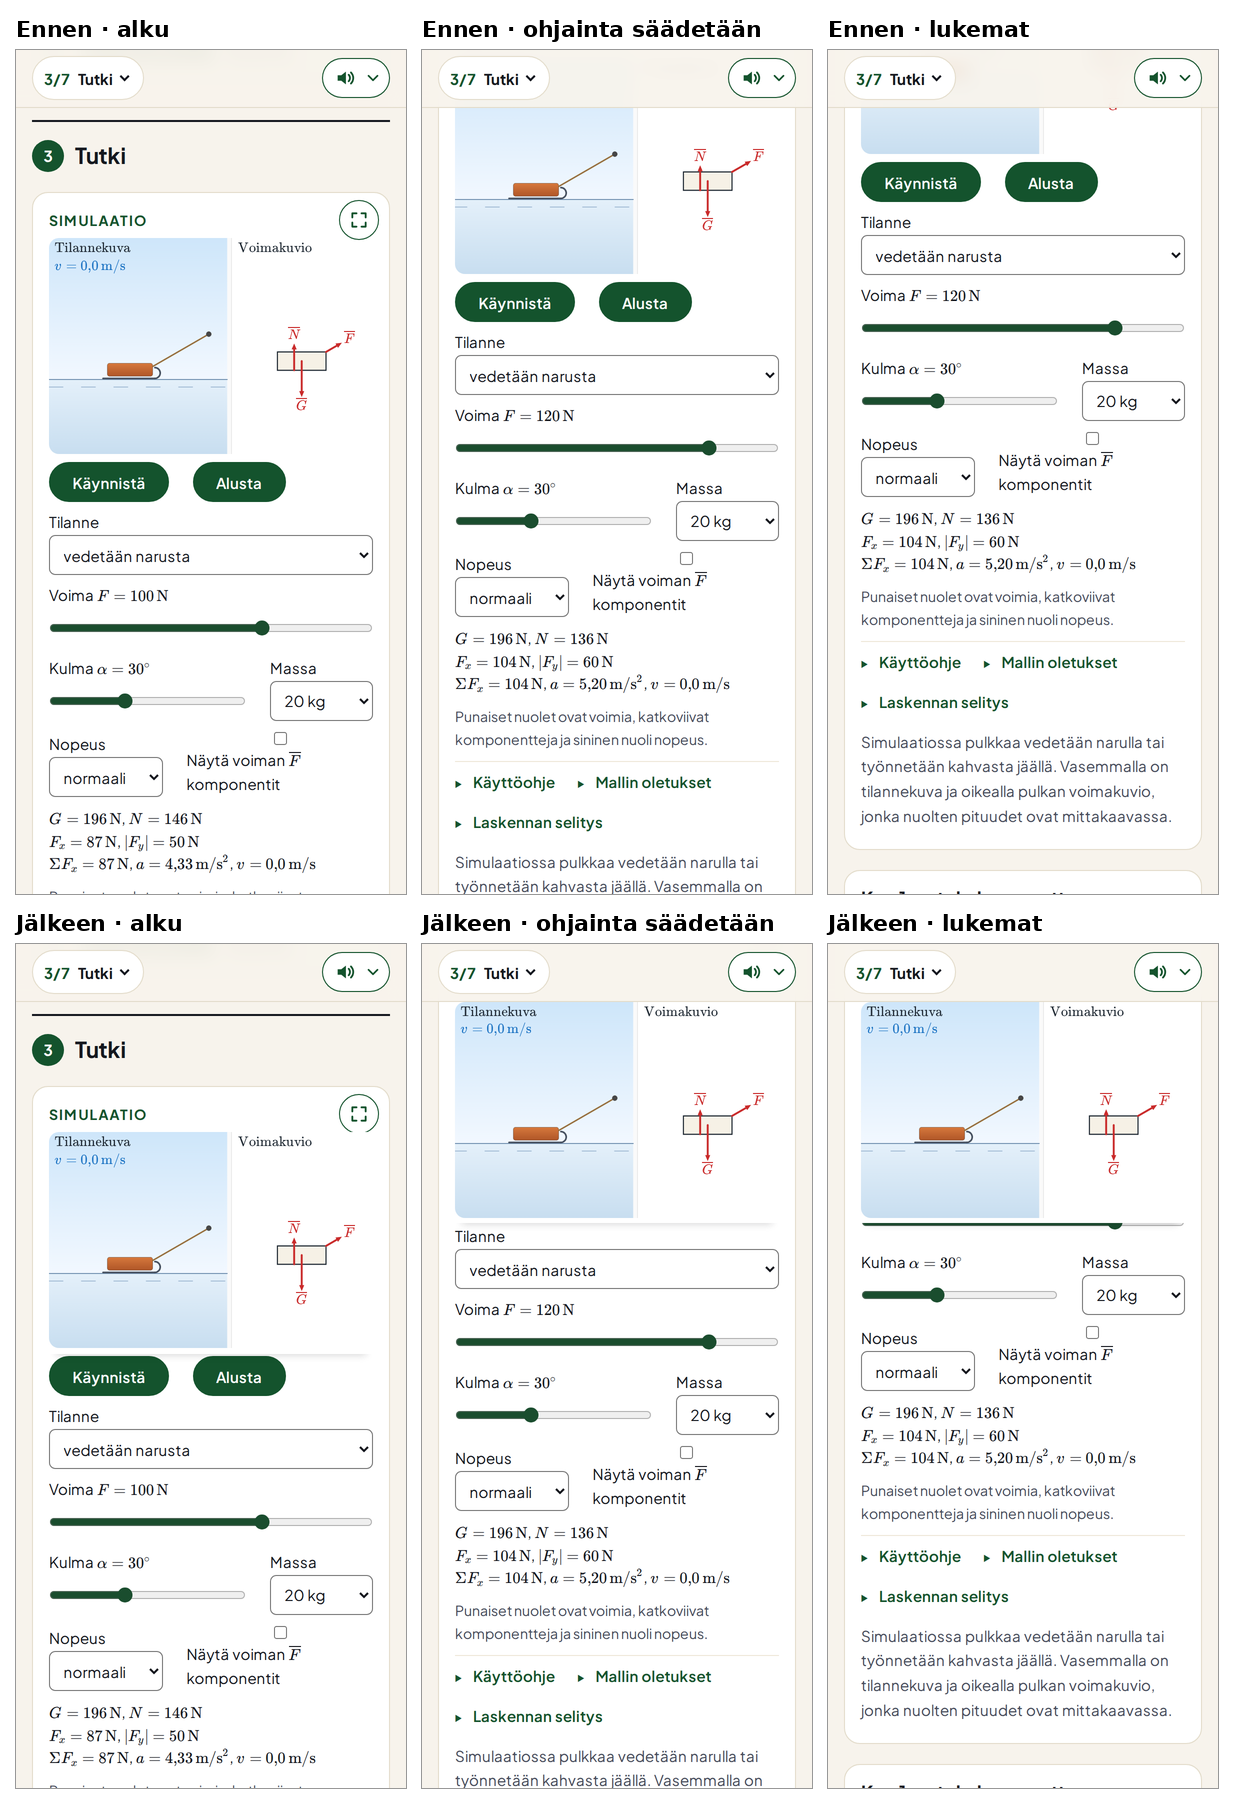 Ennen · alku
3/7 Tutki
3 Tutki
SIMULAATIO
Tilannekuva
v = 0,0 m/s
Voimakuvio
N̅
F̅
G̅
Käynnistä
Alusta
Tilanne
vedetään narusta
Voima F = 100 N
Kulma α = 30°
Massa
20 kg
Nopeus
normaali
Näytä voiman F̅
komponentit
G = 196 N, N = 146 N
Fₓ = 87 N, |F_y| = 50 N
ΣFₓ = 87 N, a = 4,33 m/s², v = 0,0 m/s
Ennen · ohjainta säädetään
3/7 Tutki
N̅
F̅
G̅
Käynnistä
Alusta
Tilanne
vedetään narusta
Voima F = 120 N
Kulma α = 30°
Massa
20 kg
Nopeus
normaali
Näytä voiman F̅
komponentit
G = 196 N, N = 136 N
Fₓ = 104 N, |F_y| = 60 N
ΣFₓ = 104 N, a = 5,20 m/s², v = 0,0 m/s
Punaiset nuolet ovat voimia, katkoviivat
komponentteja ja sininen nuoli nopeus.
Käyttöohje
Mallin oletukset
Laskennan selitys
Simulaatiossa pulkkaa vedetään narulla tai
työnnetään kahvasta jäällä. Vasemmalla on
Ennen · lukemat
3/7 Tutki
Käynnistä
Alusta
Tilanne
vedetään narusta
Voima F = 120 N
Kulma α = 30°
Massa
20 kg
Nopeus
normaali
Näytä voiman F̅
komponentit
G = 196 N, N = 136 N
Fₓ = 104 N, |F_y| = 60 N
ΣFₓ = 104 N, a = 5,20 m/s², v = 0,0 m/s
Punaiset nuolet ovat voimia, katkoviivat
komponentteja ja sininen nuoli nopeus.
Käyttöohje
Mallin oletukset
Laskennan selitys
Simulaatiossa pulkkaa vedetään narulla tai
työnnetään kahvasta jäällä. Vasemmalla on
tilannekuva ja oikealla pulkan voimakuvio,
jonka nuolten pituudet ovat mittakaavassa.
Jälkeen · alku
3/7 Tutki
3 Tutki
SIMULAATIO
Tilannekuva
v = 0,0 m/s
Voimakuvio
N̅
F̅
G̅
Käynnistä
Alusta
Tilanne
vedetään narusta
Voima F = 100 N
Kulma α = 30°
Massa
20 kg
Nopeus
normaali
Näytä voiman F̅
komponentit
G = 196 N, N = 146 N
Fₓ = 87 N, |F_y| = 50 N
ΣFₓ = 87 N, a = 4,33 m/s², v = 0,0 m/s
Jälkeen · ohjainta säädetään
3/7 Tutki
Tilannekuva
v = 0,0 m/s
Voimakuvio
N̅
F̅
G̅
Tilanne
vedetään narusta
Voima F = 120 N
Kulma α = 30°
Massa
20 kg
Nopeus
normaali
Näytä voiman F̅
komponentit
G = 196 N, N = 136 N
Fₓ = 104 N, |F_y| = 60 N
ΣFₓ = 104 N, a = 5,20 m/s², v = 0,0 m/s
Punaiset nuolet ovat voimia, katkoviivat
komponentteja ja sininen nuoli nopeus.
Käyttöohje
Mallin oletukset
Laskennan selitys
Simulaatiossa pulkkaa vedetään narulla tai
työnnetään kahvasta jäällä. Vasemmalla on
Jälkeen · lukemat
3/7 Tutki
Tilannekuva
v = 0,0 m/s
Voimakuvio
N̅
F̅
G̅
Kulma α = 30°
Massa
20 kg
Nopeus
normaali
Näytä voiman F̅
komponentit
G = 196 N, N = 136 N
Fₓ = 104 N, |F_y| = 60 N
ΣFₓ = 104 N, a = 5,20 m/s², v = 0,0 m/s
Punaiset nuolet ovat voimia, katkoviivat
komponentteja ja sininen nuoli nopeus.
Käyttöohje
Mallin oletukset
Laskennan selitys
Simulaatiossa pulkkaa vedetään narulla tai
työnnetään kahvasta jäällä. Vasemmalla on
tilannekuva ja oikealla pulkan voimakuvio,
jonka nuolten pituudet ovat mittakaavassa.